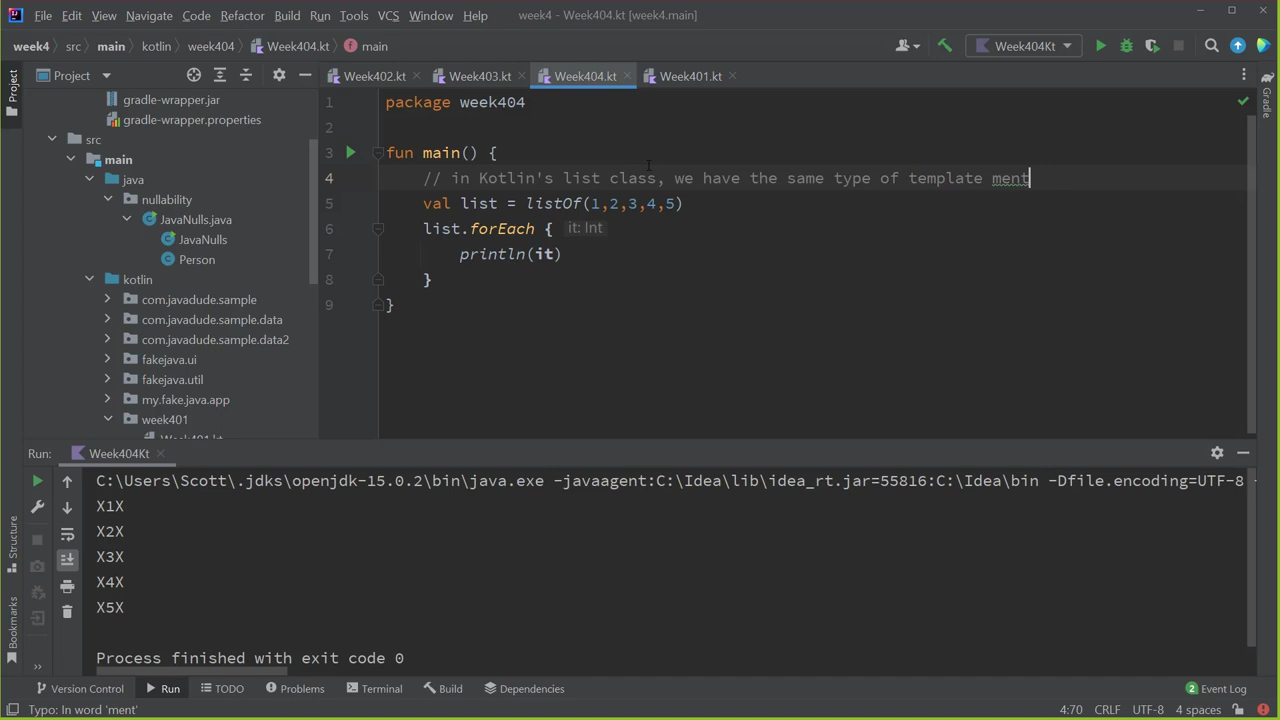 File Edit View Navigate Code Refactor Build Run Tools VCS Window Help week4 - Week404.kt [week4.main]
week4 src main kotlin week404 Week404.kt main Week404Kt
Project Project Week402.kt Week403.kt Week404.kt Week401.kt Gradle
gradle-wrapper.jar
gradle-wrapper.properties
src
main
java
nullability
JavaNulls.java
JavaNulls
Person
kotlin
com.javadude.sample
com.javadude.sample.data
com.javadude.sample.data2
fakejava.ui
fakejava.util
my.fake.java.app
week401
Week401.kt
1 package week404
2
3 fun main() {
4 // in Kotlin's list class, we have the same type of template ment
5 val list = listOf(1,2,3,4,5)
6 list.forEach { it: Int
7 println(it)
8 }
9 }
Run: Week404Kt
C:\Users\Scott\.jdks\openjdk-15.0.2\bin\java.exe -javaagent:C:\Idea\lib\idea_rt.jar=55816:C:\Idea\bin -Dfile.encoding=UTF-8
X1X
X2X
X3X
X4X
X5X
Process finished with exit code 0
Structure
Bookmarks
Version Control Run TODO Problems Terminal Build Dependencies 2 Event Log
Typo: In word 'ment' 4:70 CRLF UTF-8 4 spaces